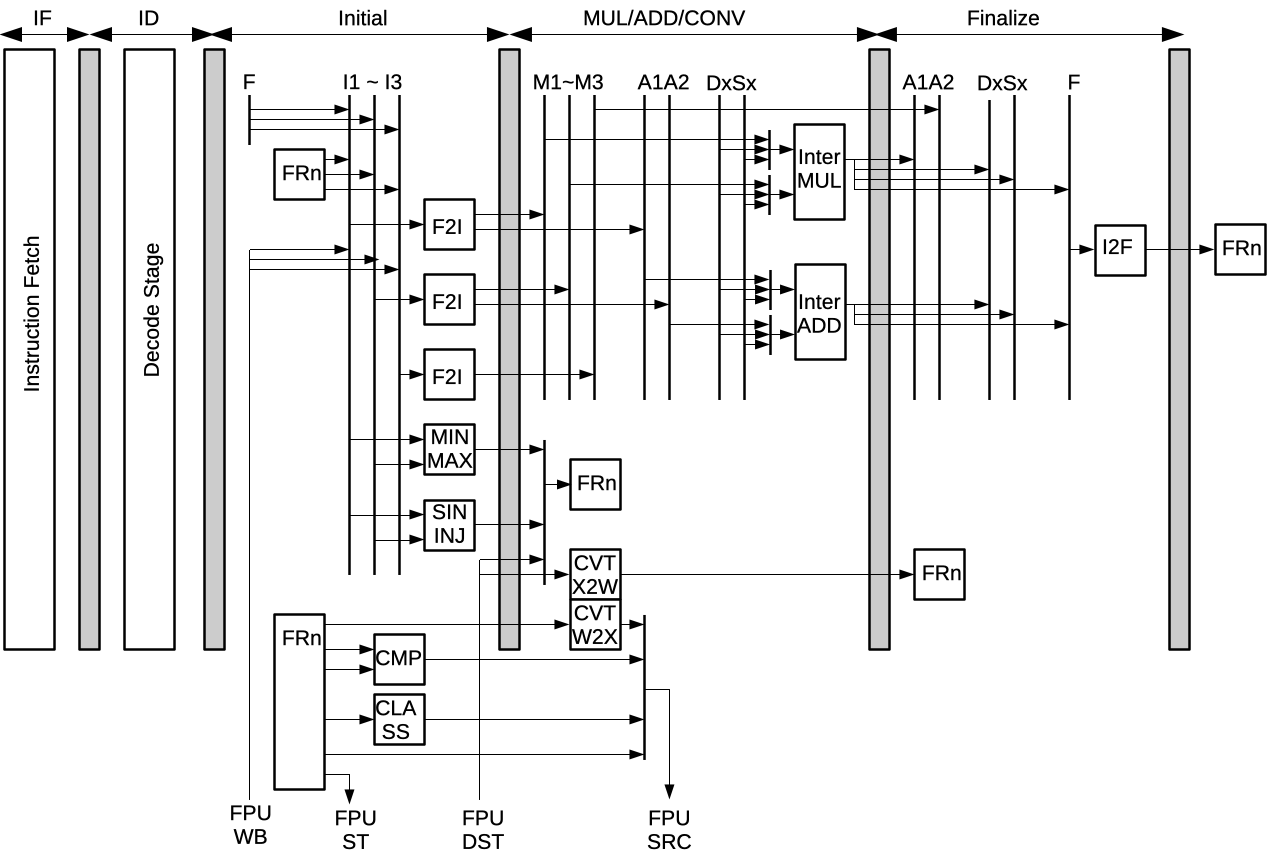 IF
ID
Initial
MUL/ADD/CONV
Finalize
F
I1 ~ I3
M1~M3
A1A2
DxSx
A1A2
DxSx
F
Instruction Fetch
Decode Stage
FRn
F2I
F2I
F2I
MIN
MAX
SIN
INJ
Inter
MUL
Inter
ADD
I2F
FRn
FRn
CVT
X2W
CVT
W2X
FRn
FRn
CMP
CLA
SS
FPU
WB
FPU
ST
FPU
DST
FPU
SRC